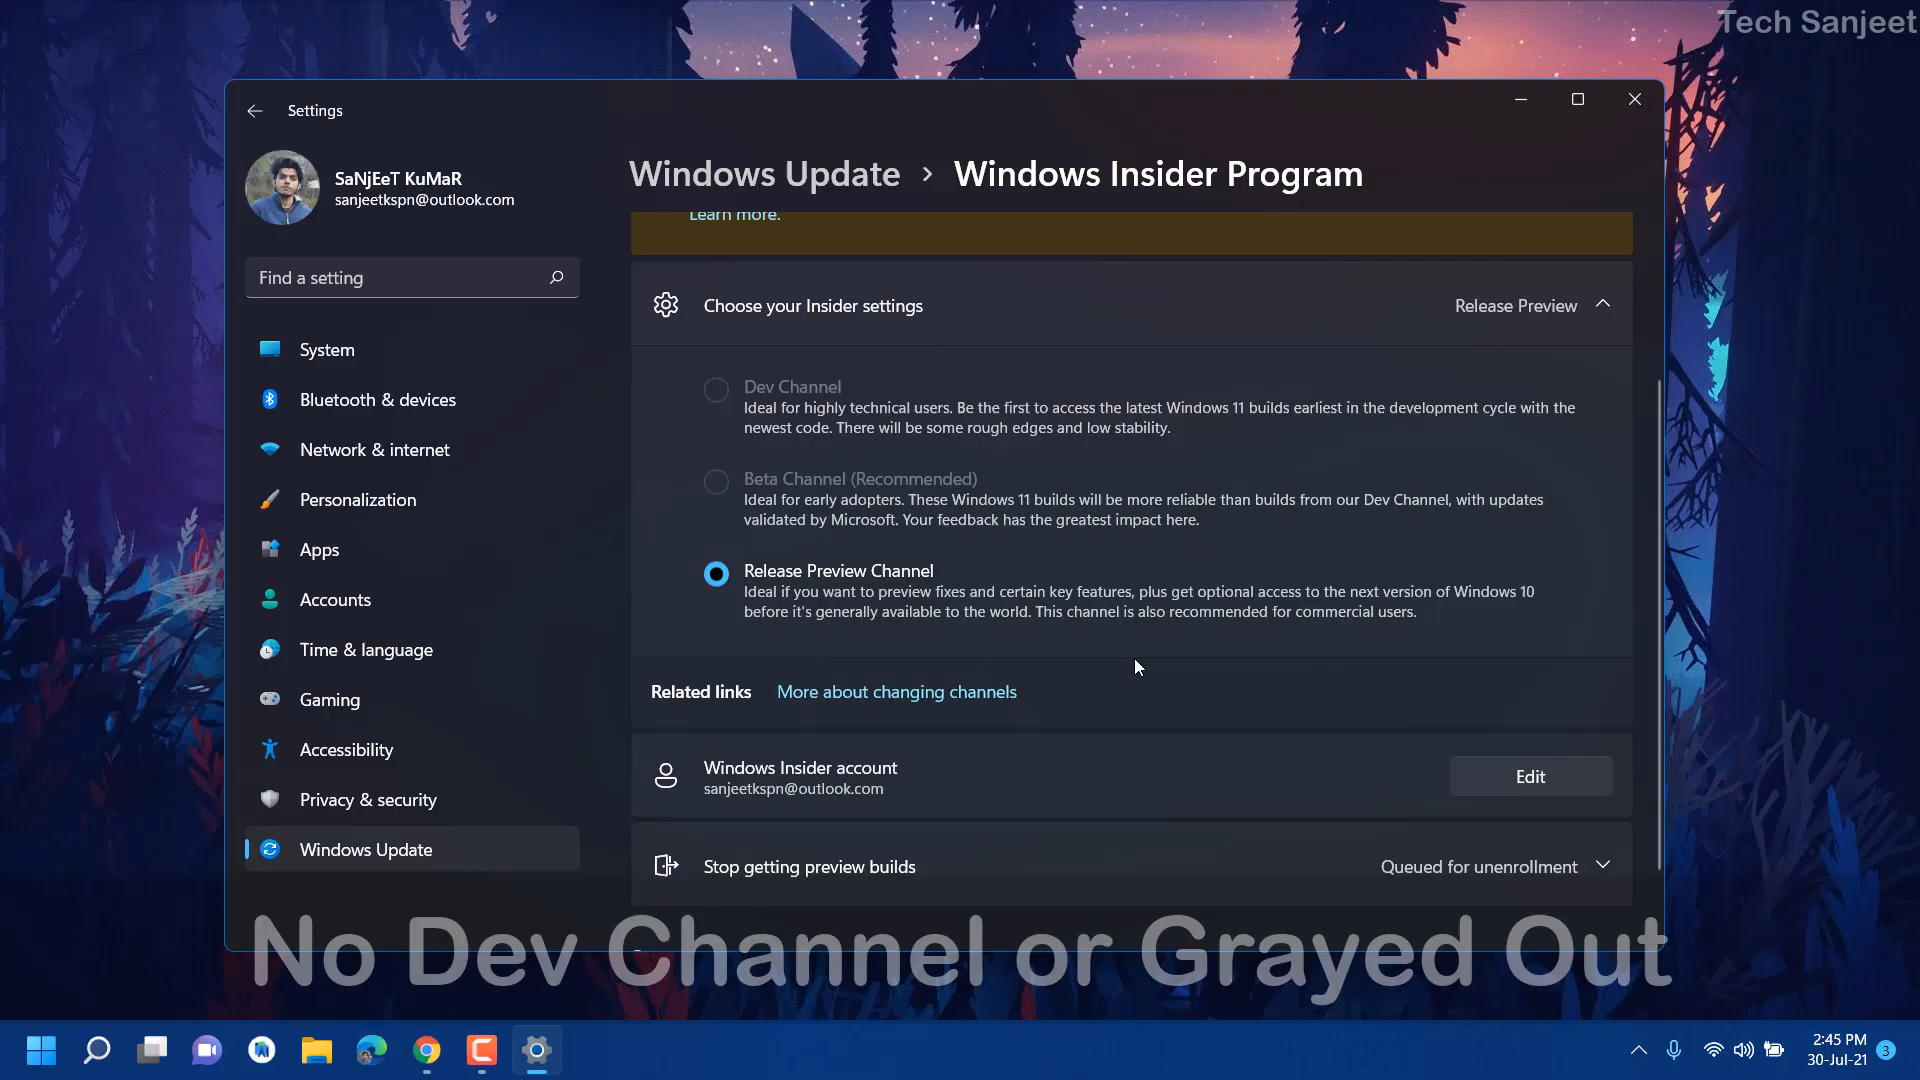 Tech Sanjeet
Settings
SaNjEeT KuMaR
sanjeetkspn@outlook.com
Find a setting
System
Bluetooth & devices
Network & internet
Personalization
Apps
Accounts
Time & language
Gaming
Accessibility
Privacy & security
Windows Update
Windows Update > Windows Insider Program
Learn more.
Choose your Insider settings
Release Preview
Dev Channel
Ideal for highly technical users. Be the first to access the latest Windows 11 builds earliest in the development cycle with the
newest code. There will be some rough edges and low stability.
Beta Channel (Recommended)
Ideal for early adopters. These Windows 11 builds will be more reliable than builds from our Dev Channel, with updates
validated by Microsoft. Your feedback has the greatest impact here.
Release Preview Channel
Ideal if you want to preview fixes and certain key features, plus get optional access to the next version of Windows 10
before it's generally available to the world. This channel is also recommended for commercial users.
Related links More about changing channels
Windows Insider account
sanjeetkspn@outlook.com
Edit
Stop getting preview builds
Queued for unenrollment
No Dev Channel or Grayed Out
2:45 PM
30-Jul-21
3